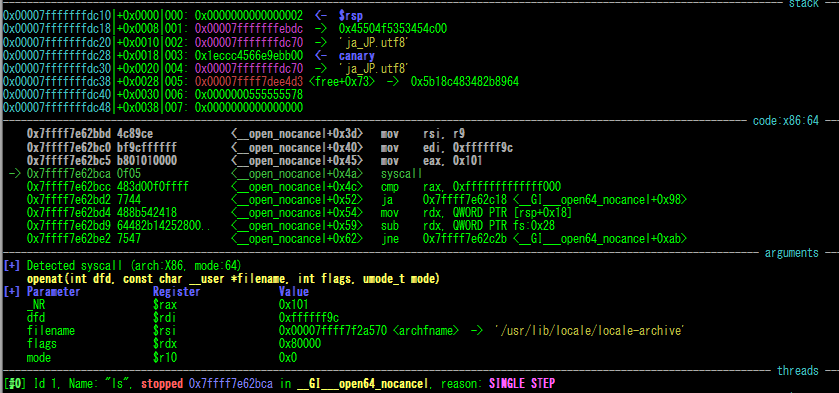 stack
0x00007fffffffdc10|+0x0000|000: 0x0000000000000002 <- $rsp
0x00007fffffffdc18|+0x0008|001: 0x00007fffffffebdc -> 0x45504f5353454c00
0x00007fffffffdc20|+0x0010|002: 0x00007fffffffdc70 -> 'ja_JP.utf8'
0x00007fffffffdc28|+0x0018|003: 0x1eccc4566e9ebb00 <- canary
0x00007fffffffdc30|+0x0020|004: 0x00007fffffffdc70 -> 'ja_JP.utf8'
0x00007fffffffdc38|+0x0028|005: 0x00007ffff7dee4d3 <free+0x73> -> 0x5b18c483482b8964
0x00007fffffffdc40|+0x0030|006: 0x0000000555555578
0x00007fffffffdc48|+0x0038|007: 0x0000000000000000
code:x86:64
0x7ffff7e62bbd 4c89ce <__open_nocancel+0x3d> mov rsi, r9
0x7ffff7e62bc0 bf9cffffff <__open_nocancel+0x40> mov edi, 0xffffff9c
0x7ffff7e62bc5 b801010000 <__open_nocancel+0x45> mov eax, 0x101
-> 0x7ffff7e62bca 0f05 <__open_nocancel+0x4a> syscall
0x7ffff7e62bcc 483d00f0ffff <__open_nocancel+0x4c> cmp rax, 0xfffffffffffff000
0x7ffff7e62bd2 7744 <__open_nocancel+0x52> ja 0x7ffff7e62c18 <__GI___open64_nocancel+0x98>
0x7ffff7e62bd4 488b542418 <__open_nocancel+0x54> mov rdx, QWORD PTR [rsp+0x18]
0x7ffff7e62bd9 64482b14252800... <__open_nocancel+0x59> sub rdx, QWORD PTR fs:0x28
0x7ffff7e62be2 7547 <__open_nocancel+0x62> jne 0x7ffff7e62c2b <__GI___open64_nocancel+0xab>
arguments
[+] Detected syscall (arch:X86, mode:64)
openat(int dfd, const char __user *filename, int flags, umode_t mode)
[+] Parameter Register Value
_NR $rax 0x101
dfd $rdi 0xffffff9c
filename $rsi 0x00007ffff7f2a570 <archfname> -> '/usr/lib/locale/locale-archive'
flags $rdx 0x80000
mode $r10 0x0
threads
[#0] Id 1, Name: "ls", stopped 0x7ffff7e62bca in __GI___open64_nocancel, reason: SINGLE STEP